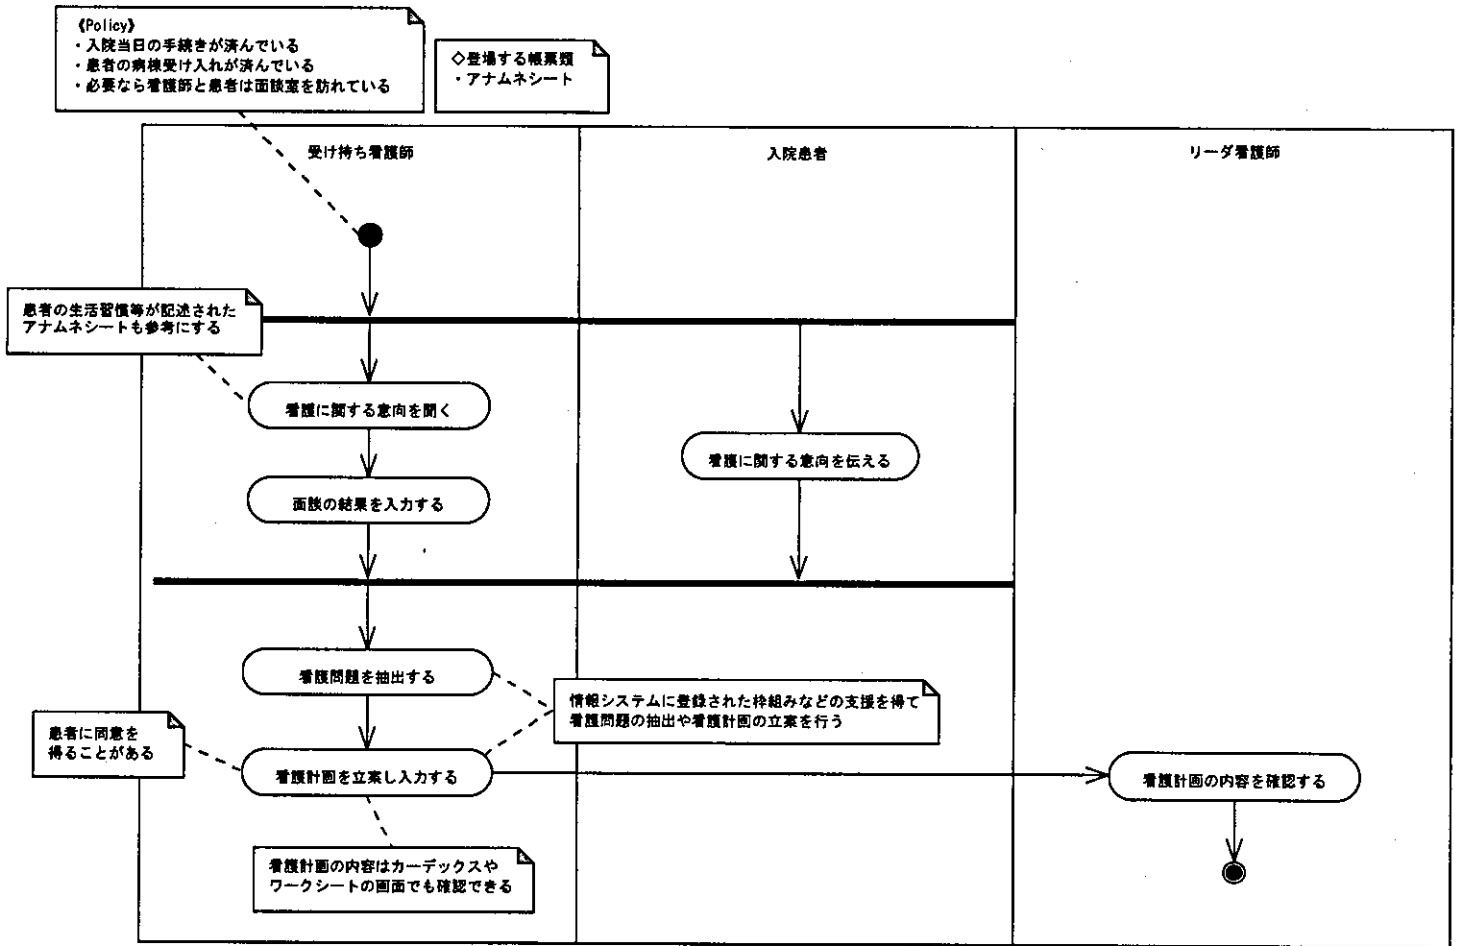 《Policy》
・入院当日の手続きが済んでいる
・患者の病棟受け入れが済んでいる
・必要なら看護師と患者は面談室を訪れている
◇登場する帳票類
・アナムネシート
受け持ち看護師
入院患者
リーダ看護師
患者の生活習慣等が記述された
アナムネシートも参考にする
看護に関する意向を聞く
看護に関する意向を伝える
面談の結果を入力する
看護問題を抽出する
情報システムに登録された枠組みなどの支援を得て
看護問題の抽出や看護計画の立案を行う
患者に同意を
得ることがある
看護計画を立案し入力する
看護計画の内容を確認する
看護計画の内容はカーデックスや
ワークシートの画面でも確認できる